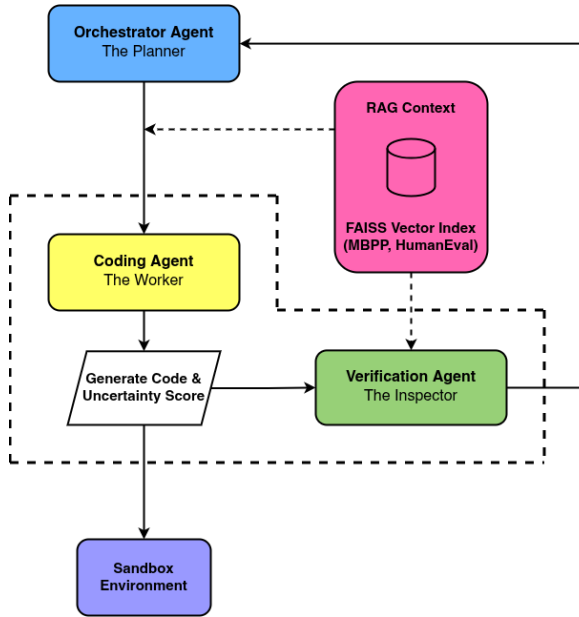 Orchestrator Agent
The Planner
RAG Context
FAISS Vector Index
(MBPP, HumanEval)
Coding Agent
The Worker
Generate Code &
Uncertainty Score
Verification Agent
The Inspector
Sandbox
Environment